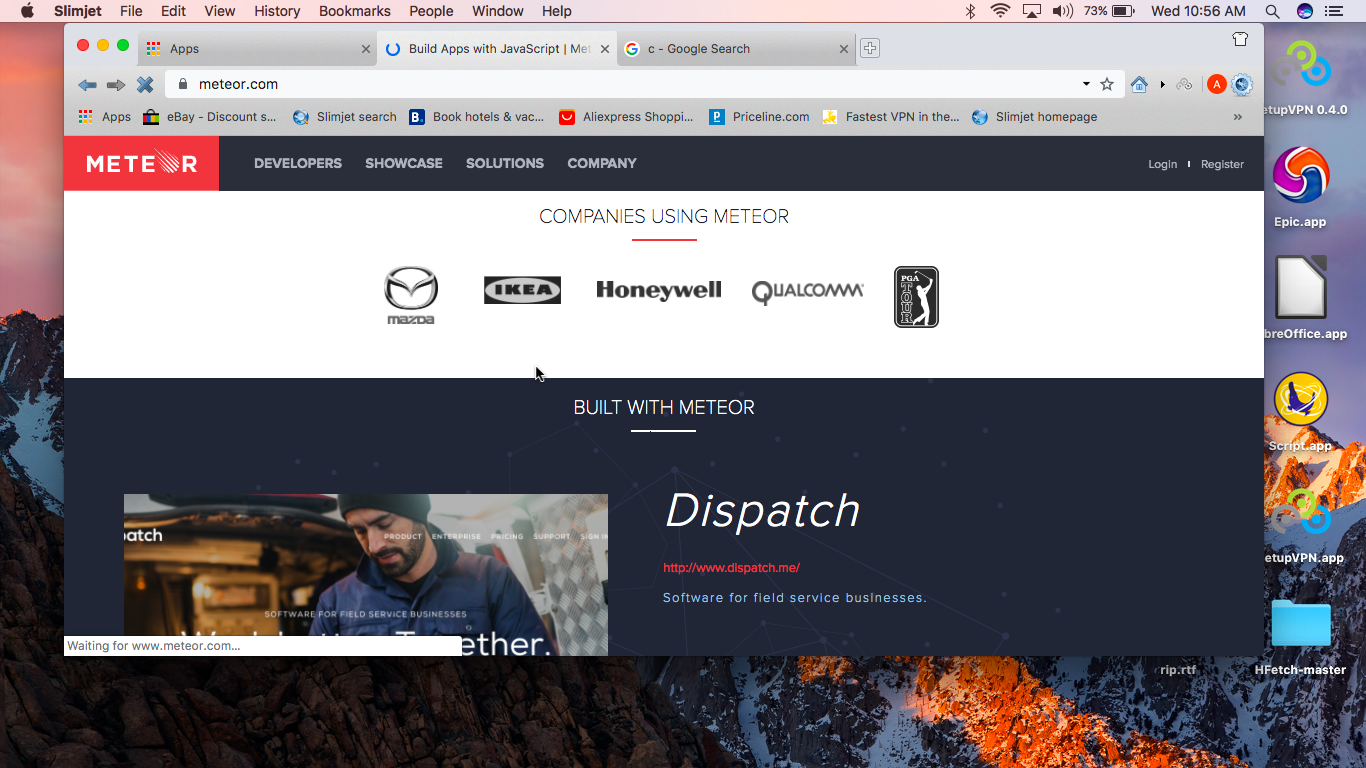 Slimjet File Edit View History Bookmarks People Window Help 73% Wed 10:56 AM
Apps Build Apps with JavaScript | Met c - Google Search
meteor.com A
Apps eBay - Discount s... Slimjet search B. Book hotels & vac... Aliexpress Shoppi... P Priceline.com Fastest VPN in the... Slimjet homepage »
METEOR DEVELOPERS SHOWCASE SOLUTIONS COMPANY Login Register
COMPANIES USING METEOR
mazda IKEA Honeywell QUALCOMM PGA TOUR
BUILT WITH METEOR
patch PRODUCT ENTERPRISE PRICING SUPPORT SIGN IN
SOFTWARE FOR FIELD SERVICE BUSINESSES
Together.
Dispatch
http://www.dispatch.me/
Software for field service businesses.
Waiting for www.meteor.com...
etupVPN 0.4.0
Epic.app
breOffice.app
Script.app
etupVPN.app
rip.rtf HFetch-master